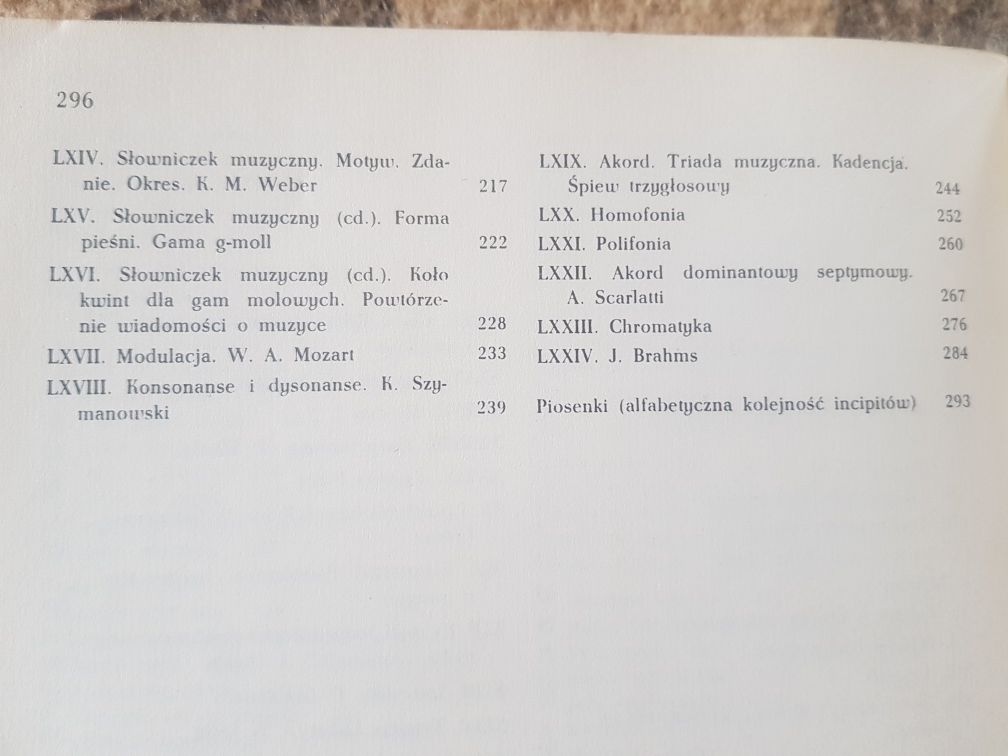 296
LXIV. Słowniczek muzyczny. Motyw. Zda-
nie. Okres. K. M. Weber 217
LXV. Słowniczek muzyczny (cd.). Forma
pieśni. Gama g-moll 222
LXVI. Słowniczek muzyczny (cd.). Koło
kwint dla gam molowych. Powtórze-
nie wiadomości o muzyce 228
LXVII. Modulacja. W. A. Mozart 233
LXVIII. Konsonanse i dysonanse. K. Szy-
manowski 239
LXIX. Akord. Triada muzyczna. Kadencja.
Śpiew trzygłosowy 244
LXX. Homofonia 252
LXXI. Polifonia 260
LXXII. Akord dominantowy septymowy.
A. Scarlatti 267
LXXIII. Chromatyka 276
LXXIV. J. Brahms 284
Piosenki (alfabetyczna kolejność incipitów) 293